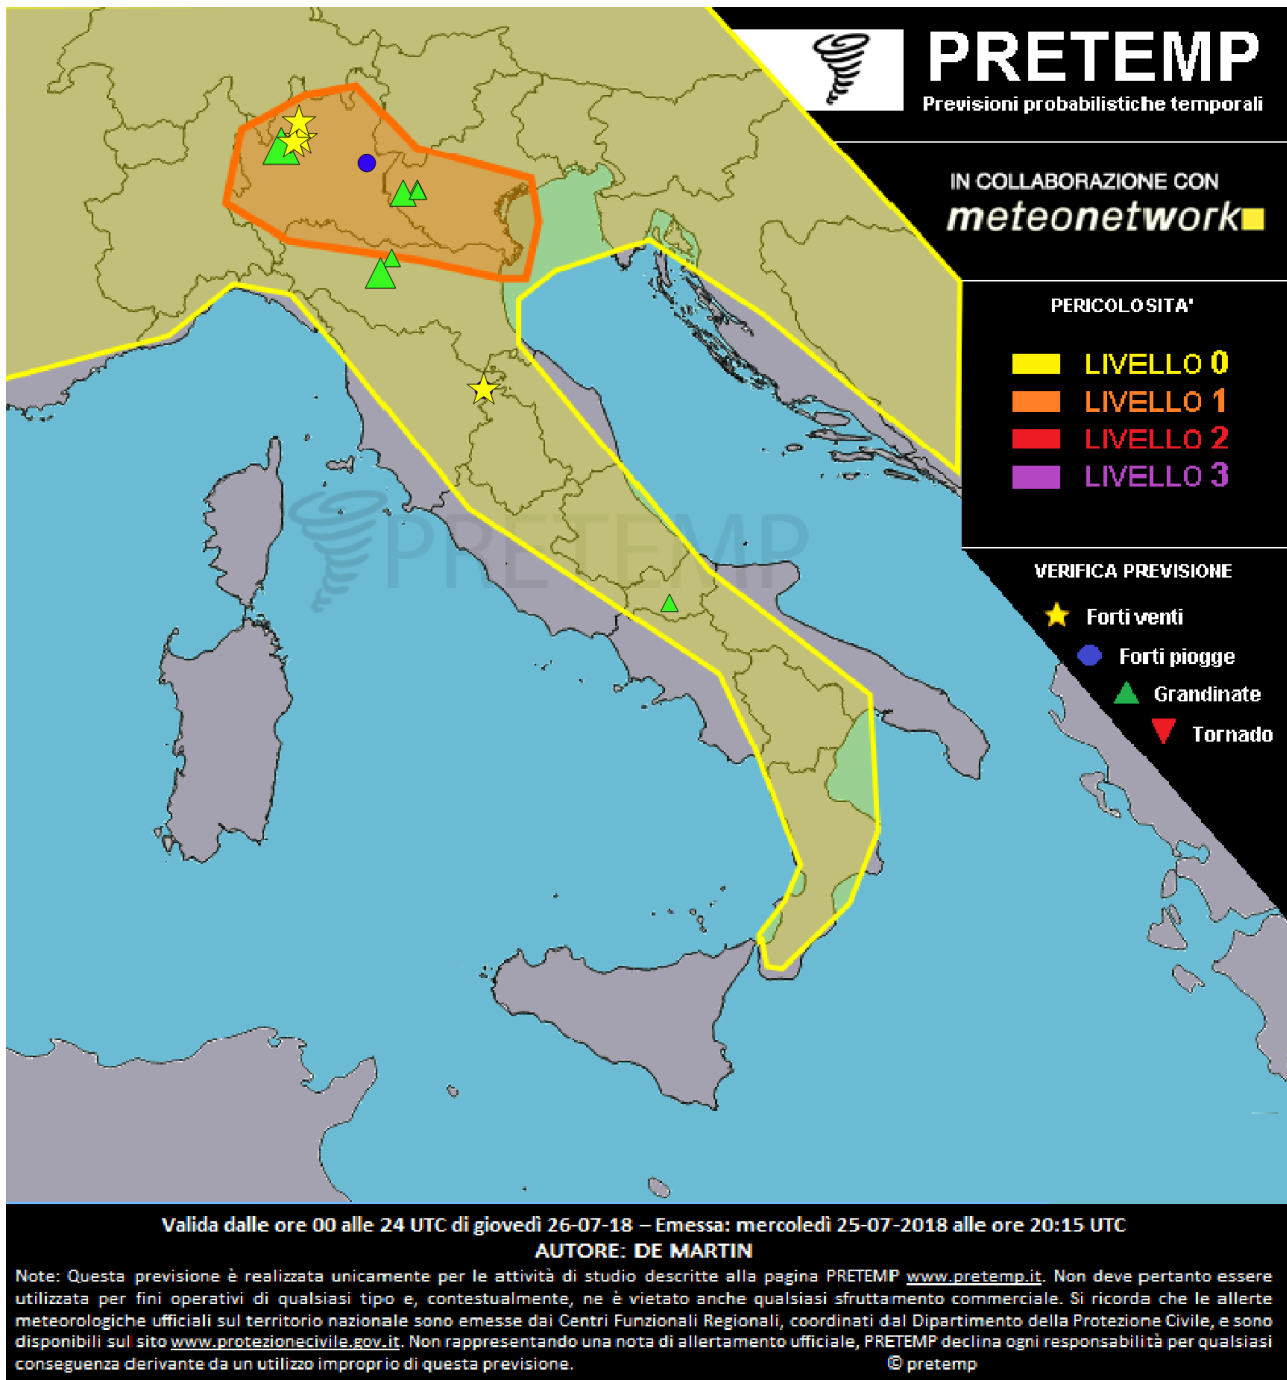 PRETEMP
Previsioni probabilistiche temporali
IN COLLABORAZIONE CON
meteonetwork
PERICOLOSITA'
LIVELLO 0
LIVELLO 1
LIVELLO 2
LIVELLO 3
PRETEMP
VERIFICA PREVISIONE
Forti venti
Forti piogge
Grandinate
Tornado
Valida dalle ore 00 alle 24 UTC di giovedì 26-07-18 – Emessa: mercoledì 25-07-2018 alle ore 20:15 UTC
AUTORE: DE MARTIN
Note: Questa previsione è realizzata unicamente per le attività di studio descritte alla pagina PRETEMP www.pretemp.it. Non deve pertanto essere
utilizzata per fini operativi di qualsiasi tipo e, contestualmente, ne è vietato anche qualsiasi sfruttamento commerciale. Si ricorda che le allerte
meteorologiche ufficiali sul territorio nazionale sono emesse dai Centri Funzionali Regionali, coordinati dal Dipartimento della Protezione Civile, e sono
disponibili sul sito www.protezionecivile.gov.it. Non rappresentando una nota di allertamento ufficiale, PRETEMP declina ogni responsabilità per qualsiasi
conseguenza derivante da un utilizzo improprio di questa previsione. © pretemp